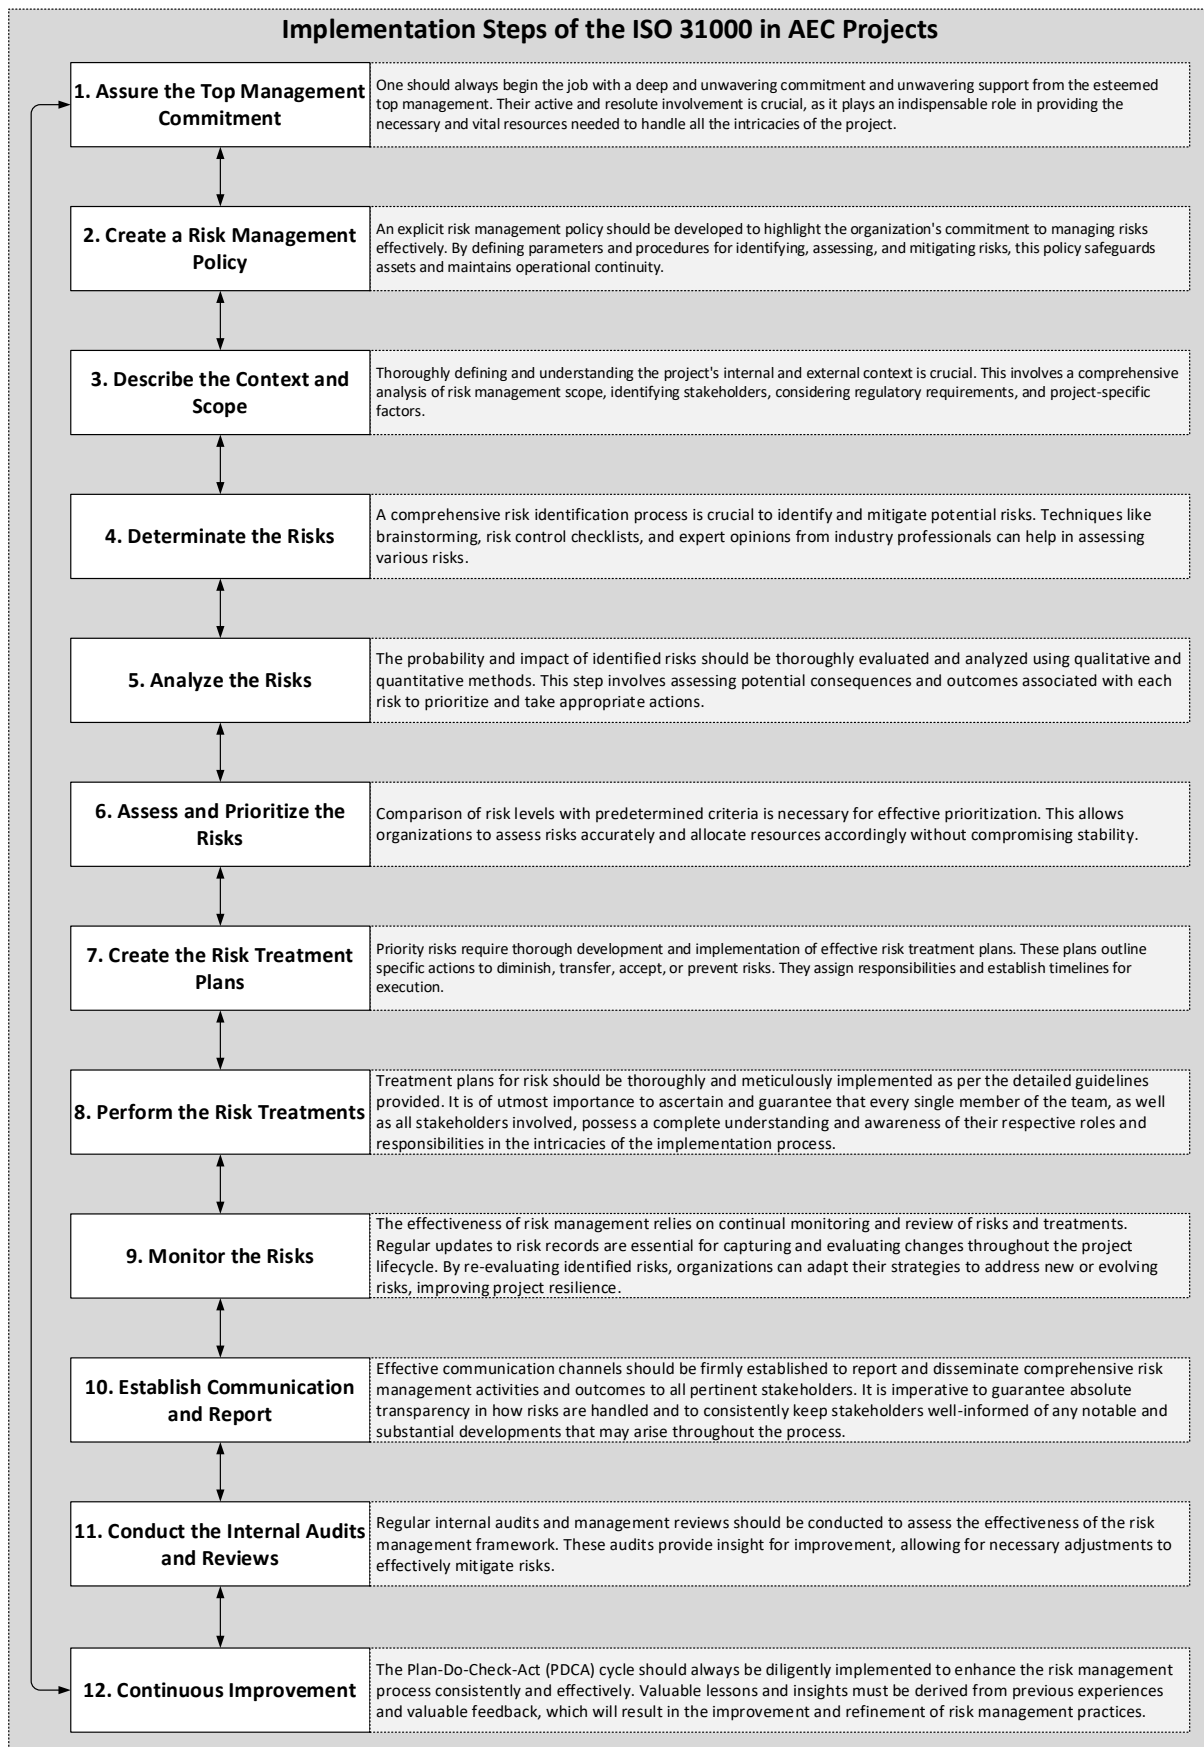 Implementation Steps of the ISO 31000 in AEC Projects
1. Assure the Top Management
Commitment
One should always begin the job with a deep and unwavering commitment and unwavering support from the esteemed
top management. Their active and resolute involvement is crucial, as it plays an indispensable role in providing the
necessary and vital resources needed to handle all the intricacies of the project.
2. Create a Risk Management
Policy
An explicit risk management policy should be developed to highlight the organization's commitment to managing risks
effectively. By defining parameters and procedures for identifying, assessing, and mitigating risks, this policy safeguards
assets and maintains operational continuity.
3. Describe the Context and
Scope
Thoroughly defining and understanding the project's internal and external context is crucial. This involves a comprehensive
analysis of risk management scope, identifying stakeholders, considering regulatory requirements, and project-specific
factors.
4. Determinate the Risks
A comprehensive risk identification process is crucial to identify and mitigate potential risks. Techniques like
brainstorming, risk control checklists, and expert opinions from industry professionals can help in assessing
various risks.
5. Analyze the Risks
The probability and impact of identified risks should be thoroughly evaluated and analyzed using qualitative and
quantitative methods. This step involves assessing potential consequences and outcomes associated with each
risk to prioritize and take appropriate actions.
6. Assess and Prioritize the
Risks
Comparison of risk levels with predetermined criteria is necessary for effective prioritization. This allows
organizations to assess risks accurately and allocate resources accordingly without compromising stability.
7. Create the Risk Treatment
Plans
Priority risks require thorough development and implementation of effective risk treatment plans. These plans outline
specific actions to diminish, transfer, accept, or prevent risks. They assign responsibilities and establish timelines for
execution.
8. Perform the Risk Treatments
Treatment plans for risk should be thoroughly and meticulously implemented as per the detailed guidelines
provided. It is of utmost importance to ascertain and guarantee that every single member of the team, as well
as all stakeholders involved, possess a complete understanding and awareness of their respective roles and
responsibilities in the intricacies of the implementation process.
9. Monitor the Risks
The effectiveness of risk management relies on continual monitoring and review of risks and treatments.
Regular updates to risk records are essential for capturing and evaluating changes throughout the project
lifecycle. By re-evaluating identified risks, organizations can adapt their strategies to address new or evolving
risks, improving project resilience.
10. Establish Communication
and Report
Effective communication channels should be firmly established to report and disseminate comprehensive risk
management activities and outcomes to all pertinent stakeholders. It is imperative to guarantee absolute
transparency in how risks are handled and to consistently keep stakeholders well-informed of any notable and
substantial developments that may arise throughout the process.
11. Conduct the Internal Audits
and Reviews
Regular internal audits and management reviews should be conducted to assess the effectiveness of the risk
management framework. These audits provide insight for improvement, allowing for necessary adjustments to
effectively mitigate risks.
12. Continuous Improvement
The Plan-Do-Check-Act (PDCA) cycle should always be diligently implemented to enhance the risk management
process consistently and effectively. Valuable lessons and insights must be derived from previous experiences
and valuable feedback, which will result in the improvement and refinement of risk management practices.